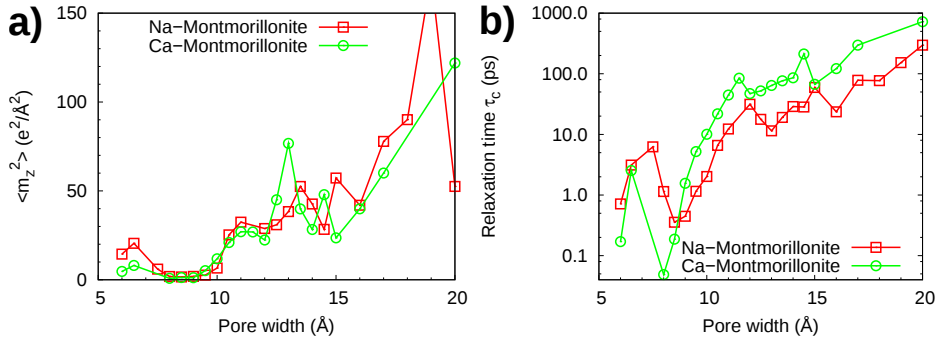 a)
150
100
50
0
5
10
15
20
<m_z^2> (e^2/Å^2)
Pore width (Å)
Na−Montmorillonite
Ca−Montmorillonite
b)
1000.0
100.0
10.0
1.0
0.1
5
10
15
20
Relaxation time τ_c (ps)
Pore width (Å)
Na−Montmorillonite
Ca−Montmorillonite